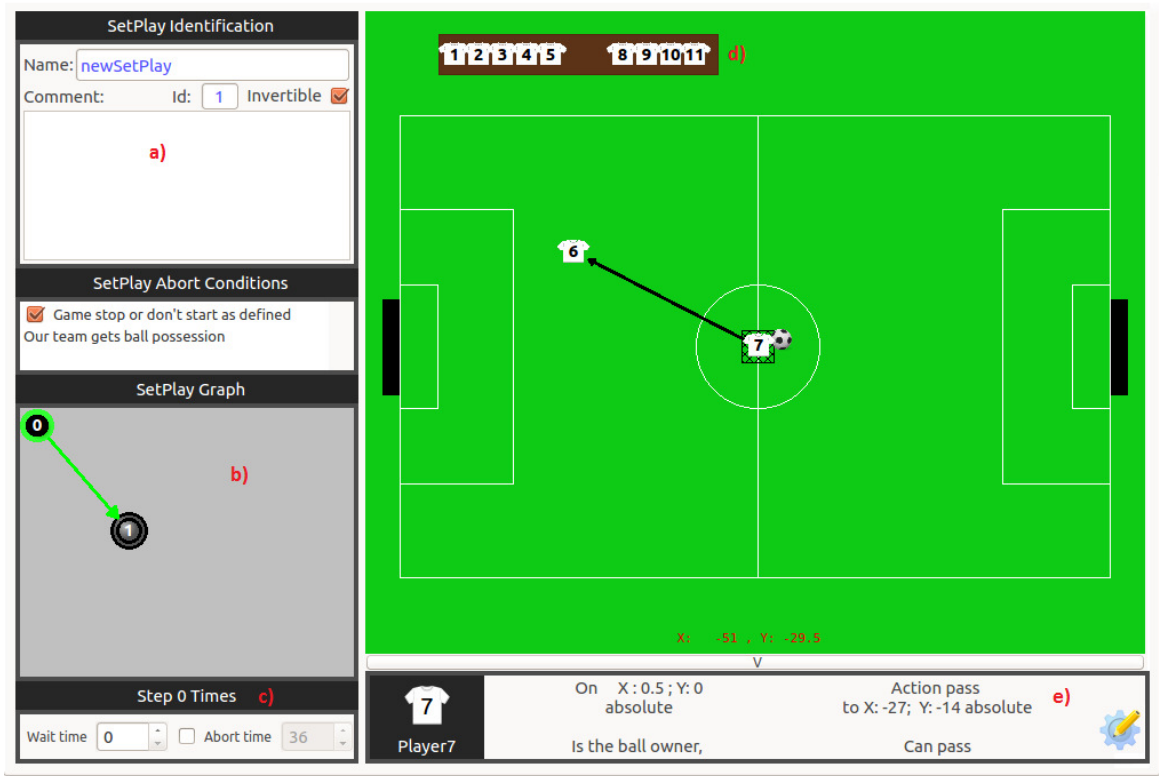 SetPlay Identification
Name: newSetPlay
Comment: Id: 1 Invertible
a)
SetPlay Abort Conditions
Game stop or don't start as defined
Our team gets ball possession
SetPlay Graph
0
b)
1
Step 0 Times c)
Wait time 0 Abort time 36
1 2 3 4 5 8 9 10 11 d)
6
7
X: -51 , Y: -29.5
V
7
Player7
On X : 0.5 ; Y: 0
absolute
Is the ball owner,
Action pass
to X: -27; Y: -14 absolute
Can pass
e)